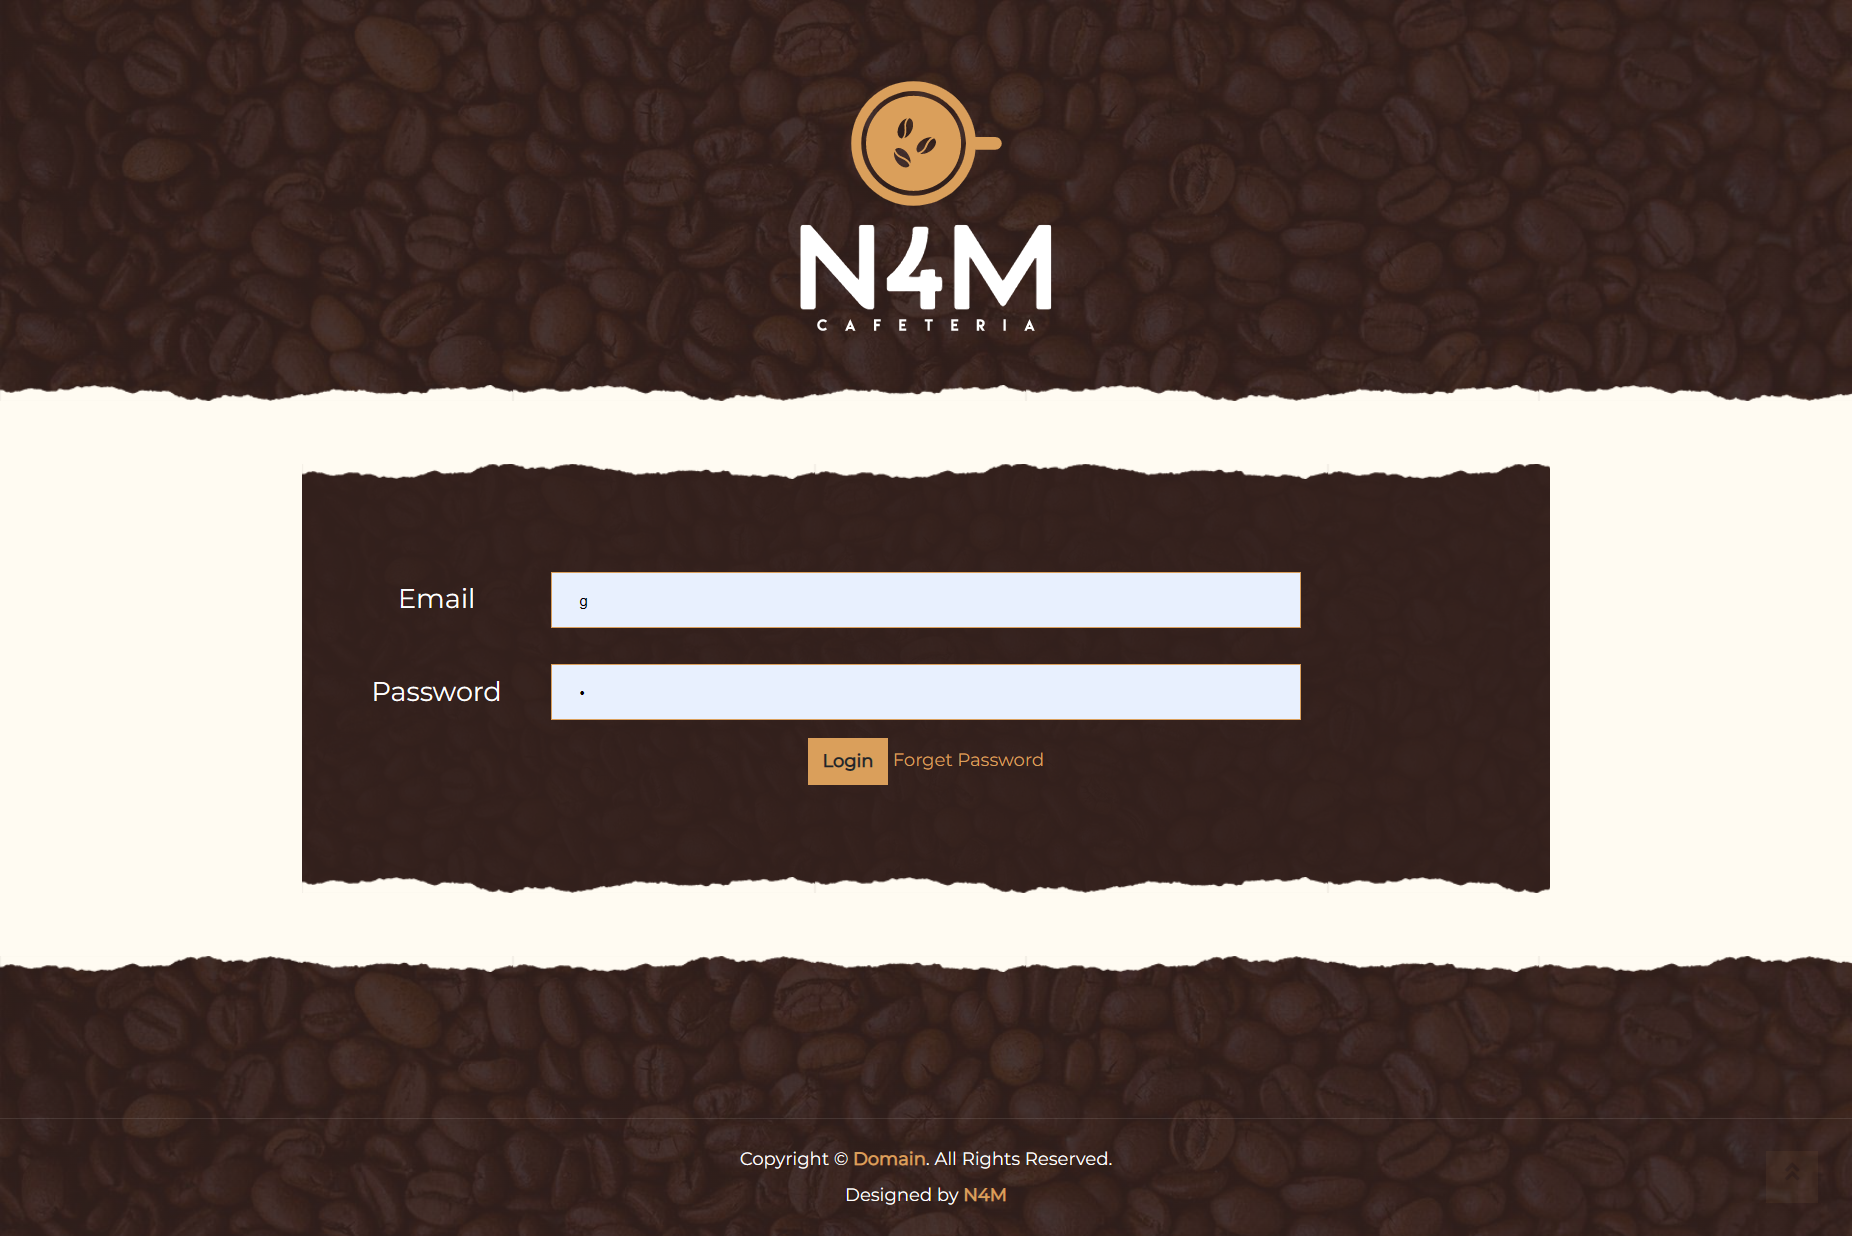 N4M
CAFETERIA
Email
g
Password
•
Login Forget Password
Copyright © Domain. All Rights Reserved.
Designed by N4M